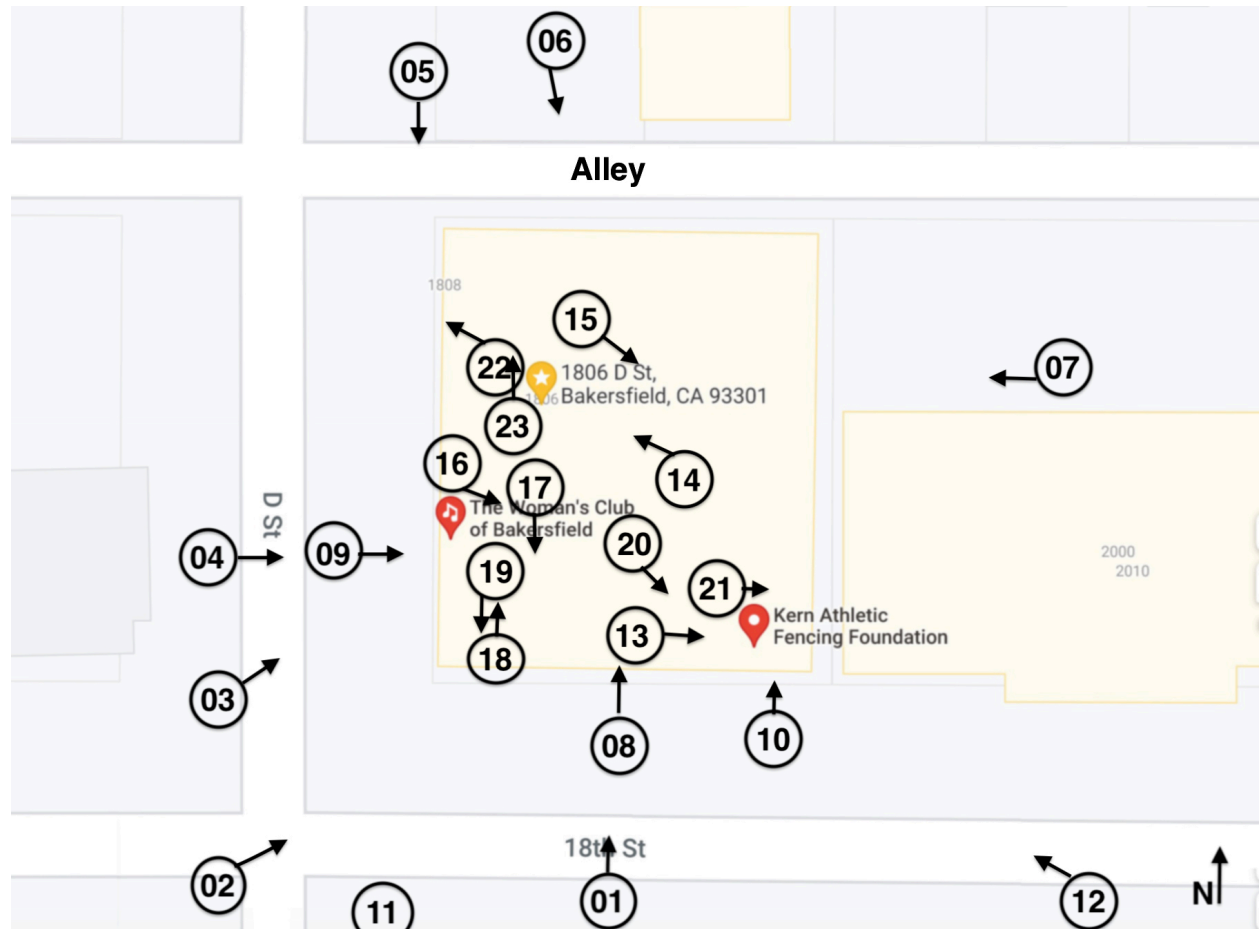 06
05
Alley
1808
15
22
1806 D St,
07
1806
Bakersfield, CA 93301
23
16
14
17
The Woman's Club
of Bakersfield
D St
04
09
20
2000
2010
19
21
Kern Athletic
Fencing Foundation
13
18
03
08
10
18th St
02
11
01
12
N